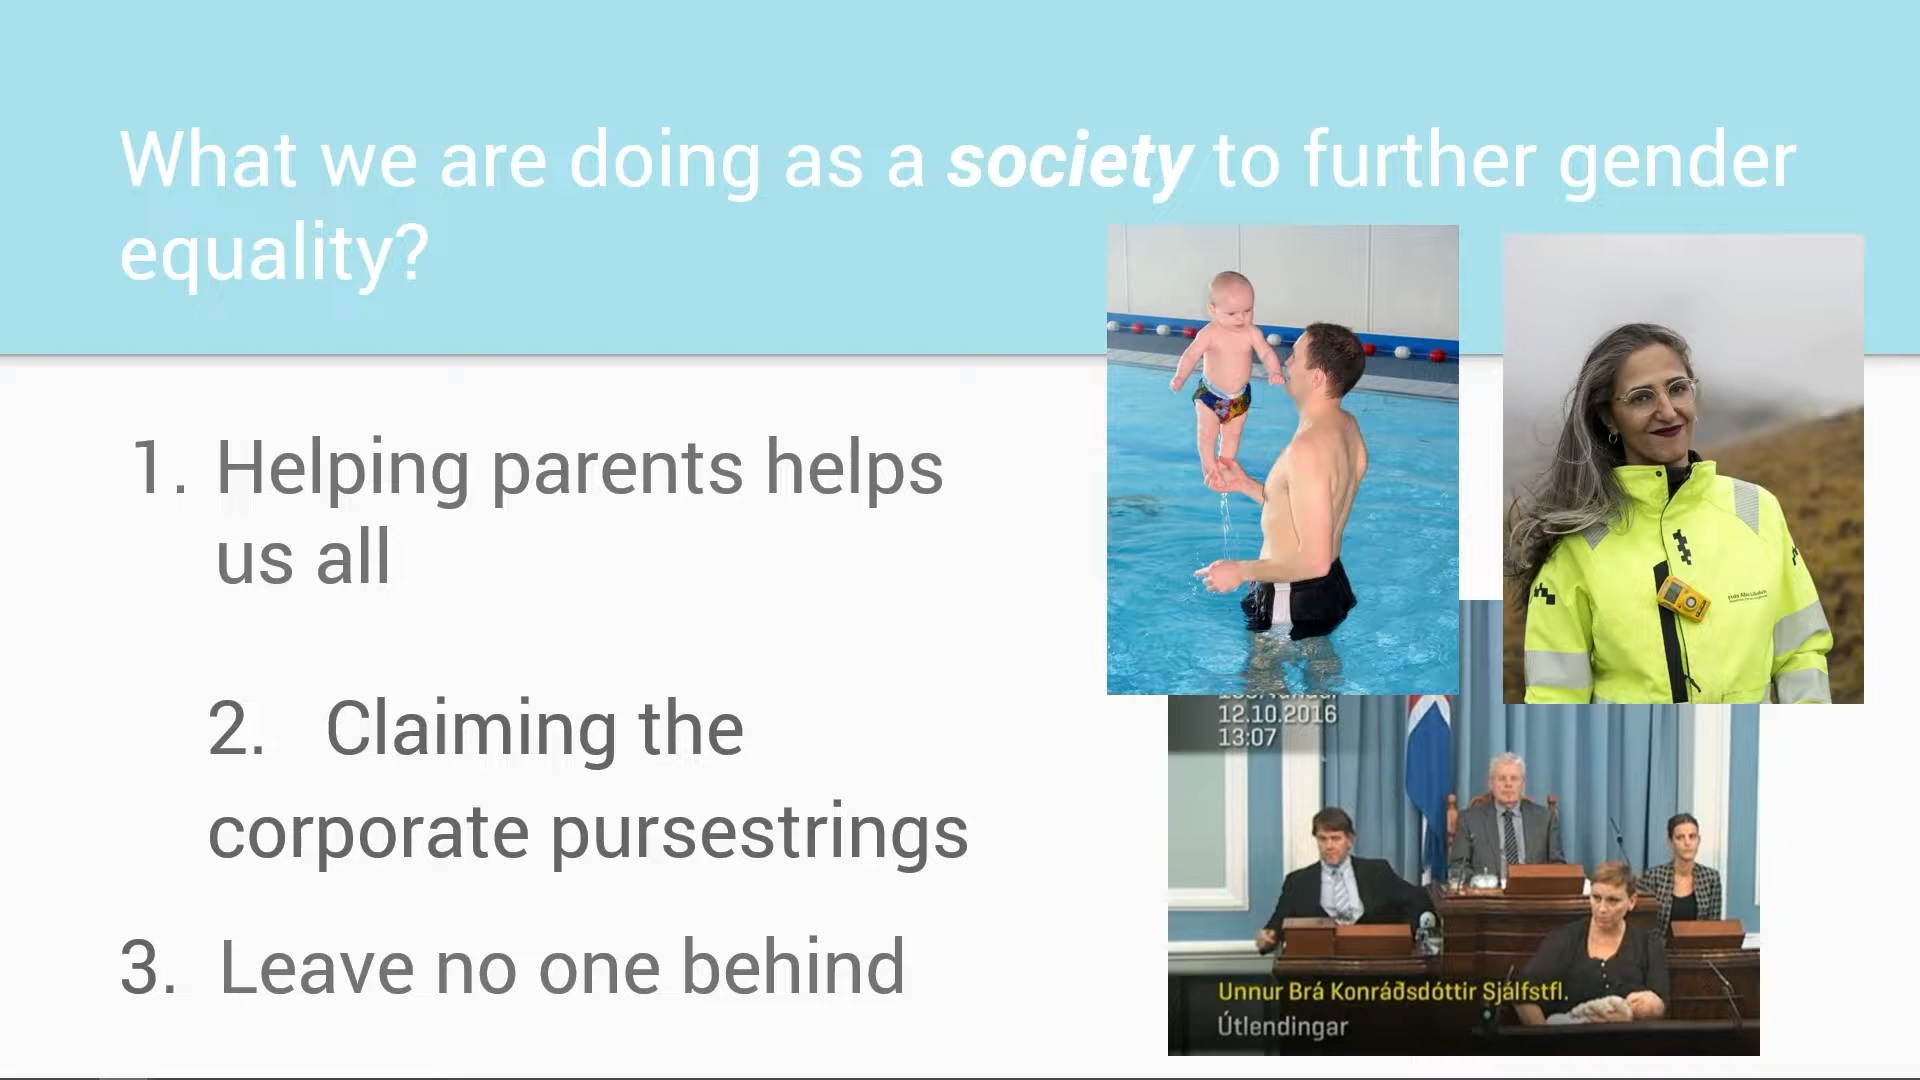 What we are doing as a society to further gender
equality?
1. Helping parents helps
us all
2. Claiming the
corporate pursestrings
3. Leave no one behind
12.10.2016
13:07
Unnur Brá Konráðsdóttir Sjálfstfl.
Útlendingar